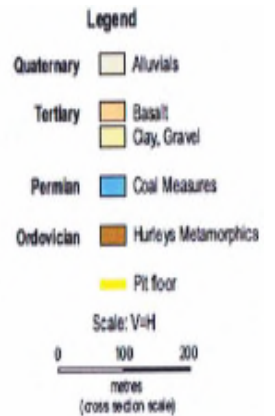 Legend
Quaternary Alluvials
Tertiary Basalt
Clay, Gravel
Permian Coal Measures
Ordovician Hurleys Metamorphics
Pit floor
Scale: V=H
0 100 200
metres
(cross section scale)